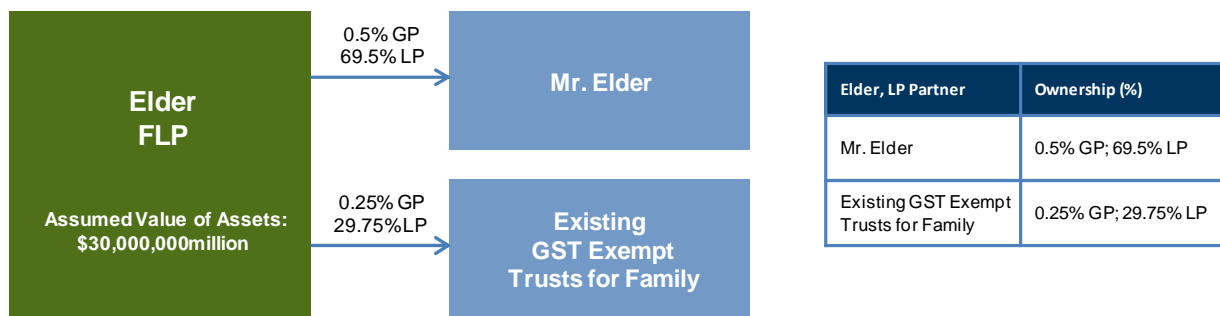 Elder
FLP
Assumed Value of Assets:
$30,000,000million
0.5% GP
69.5% LP
Mr. Elder
0.25% GP
29.75%LP
Existing
GST Exempt
Trusts for Family
Elder, LP Partner Ownership (%)
Mr. Elder 0.5% GP; 69.5% LP
Existing GST Exempt
Trusts for Family 0.25% GP; 29.75% LP